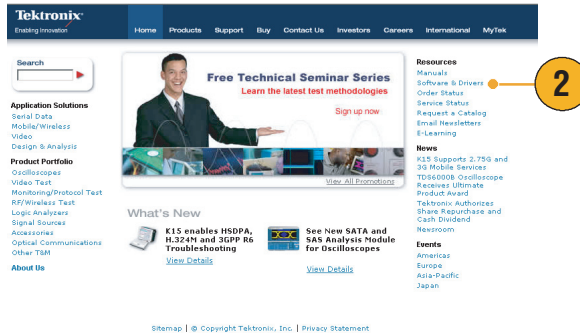 Tektronix
Enabling Innovation
Home Products Support Buy Contact Us Investors Careers International MyTek
Search
Application Solutions
Serial Data
Mobile/Wireless
Video
Design & Analysis
Product Portfolio
Oscilloscopes
Video Test
Monitoring/Protocol Test
RF/Wireless Test
Logic Analyzers
Signal Sources
Accessories
Optical Communications
Other T&M
About Us
Free Technical Seminar Series
Learn the latest test methodologies
Sign up now
View All Promotions
What's New
K15 enables HSDPA,
H.324M and 3GPP R6
Troubleshooting
View Details
See New SATA and
SAS Analysis Module
for Oscilloscopes
View Details
Resources
Manuals
Software & Drivers
Order Status
Service Status
Request a Catalog
Email Newsletters
E-Learning
News
K15 Supports 2.75G and
3G Mobile Services
TDS6000B Oscilloscope
Receives Ultimate
Product Award
Tektronix Authorizes
Share Repurchase and
Cash Dividend
Newsroom
Events
Americas
Europe
Asia-Pacific
Japan
2
Sitemap | © Copyright Tektronix, Inc. | Privacy Statement